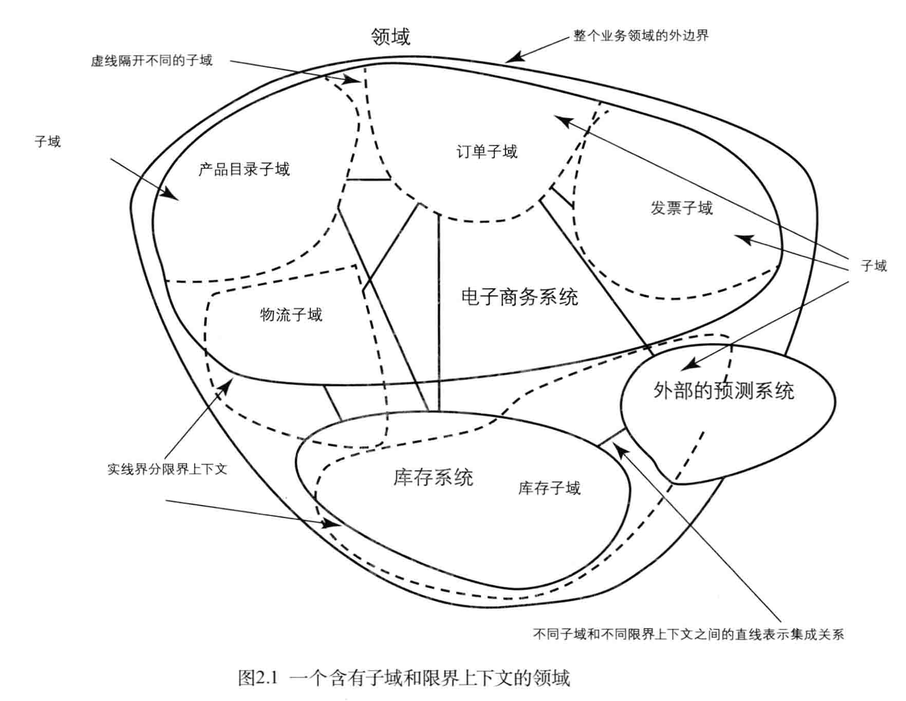 领域
整个业务领域的外边界
虚线隔开不同的子域
子域
产品目录子域
订单子域
发票子域
子域
电子商务系统
物流子域
外部的预测系统
实线界分限界上下文
库存系统
库存子域
不同子域和不同限界上下文之间的直线表示集成关系
图2.1 一个含有子域和限界上下文的领域